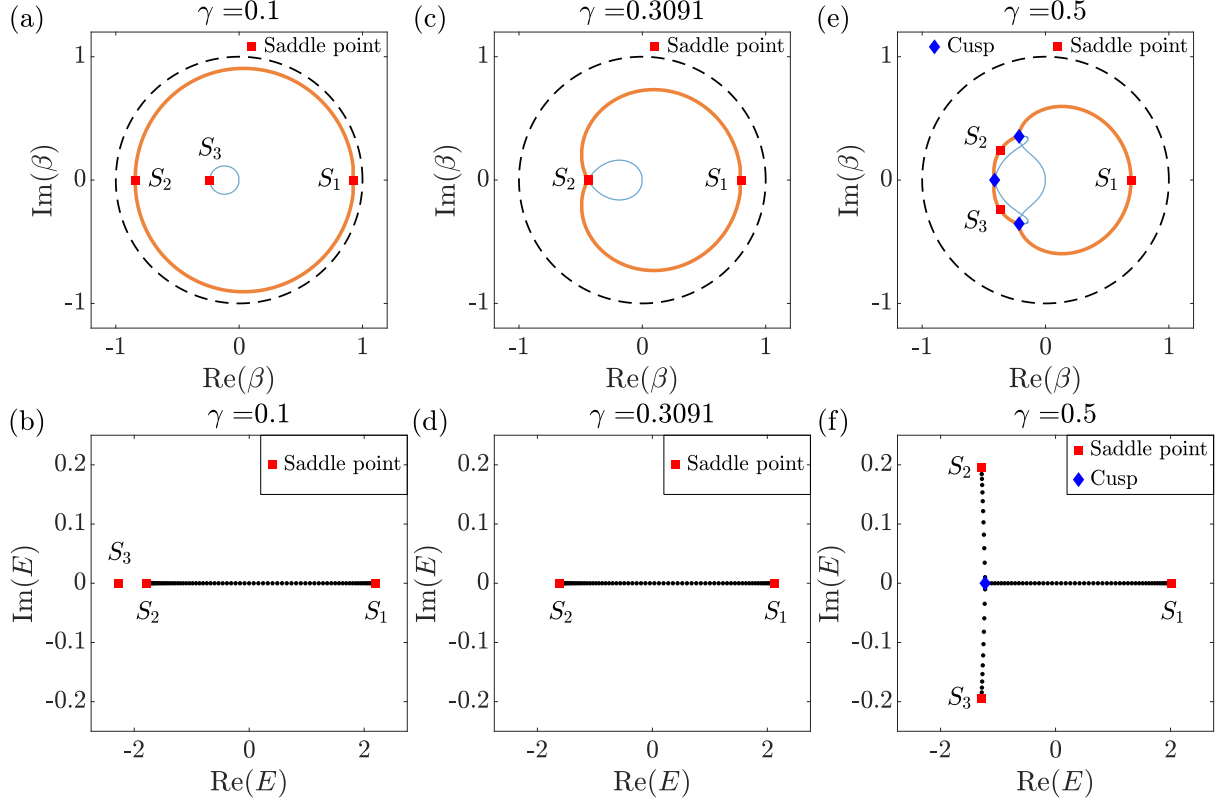 (a)
γ =0.1
Saddle point
S₃
S₂
S₁
1
0
-1
Im(β)
-1
0
1
Re(β)
(c)
γ =0.3091
Saddle point
S₂
S₁
1
0
-1
Im(β)
-1
0
1
Re(β)
(e)
γ =0.5
Cusp
Saddle point
S₂
S₃
S₁
1
0
-1
Im(β)
-1
0
1
Re(β)
(b)
γ =0.1
Saddle point
S₃
S₂
S₁
0.2
0.1
0
-0.1
-0.2
Im(E)
-2
0
2
Re(E)
(d)
γ =0.3091
Saddle point
S₂
S₁
0.2
0.1
0
-0.1
-0.2
Im(E)
-2
0
2
Re(E)
(f)
γ =0.5
Saddle point
Cusp
S₂
S₁
S₃
0.2
0.1
0
-0.1
-0.2
Im(E)
-2
0
2
Re(E)